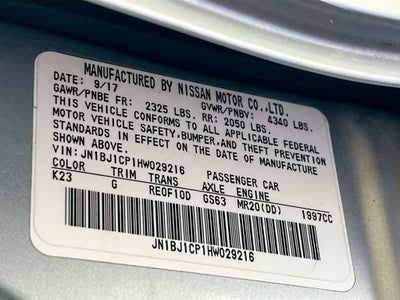 MANUFACTURED BY NISSAN MOTOR CO.,LTD.
DATE: 9/17 GVWR/PNBV: 4340 LBS.
GAWR/PNBE FR: 2325 LBS. RR: 2050 LBS.
THIS VEHICLE CONFORMS TO ALL APPLICABLE FEDERAL
MOTOR VEHICLE SAFETY,BUMPER,AND THEFT PREVENTION
STANDARDS IN EFFECT ON THE DATE OF MANUFACTURE
SHOWN ABOVE.
VIN: JN1BJ1CP1HW029216 PASSENGER CAR
COLOR TRIM TRANS AXLE ENGINE
K23 G RE0F10D GS63 MR20(DD) 1997CC
JN1BJ1CP1HW029216